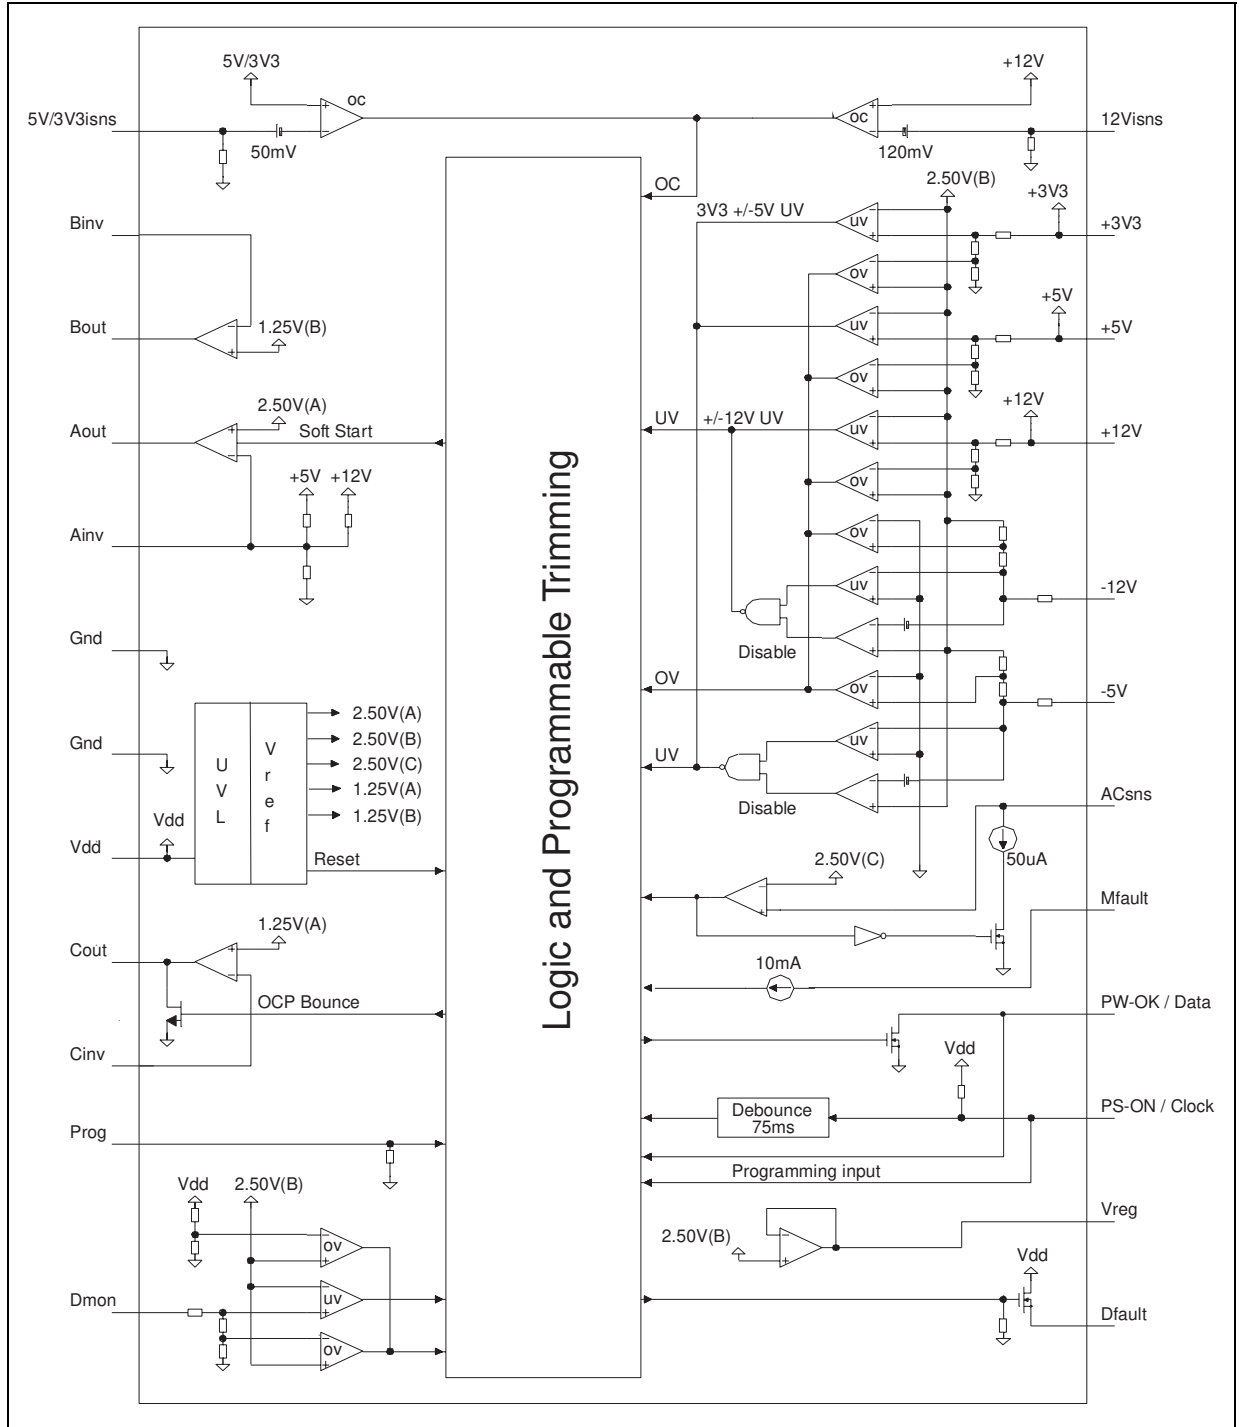 5V/3V3
+12V
oc
oc
5V/3V3isns
12Visns
50mV
120mV
OC
2.50V(B)
+3V3
3V3 +/-5V UV
Binv
uv
+3V3
ov
+5V
Bout
1.25V(B)
uv
+5V
ov
2.50V(A)
+12V
Aout
Soft Start
UV
+/-12V UV
uv
+12V
+5V
+12V
ov
Ainv
ov
Logic and Programmable Trimming
uv
-12V
Gnd
Disable
OV
ov
-5V
2.50V(A)
Gnd
2.50V(B)
UVL
Vref
2.50V(C)
UV
uv
1.25V(A)
Disable
ACsns
Vdd
1.25V(B)
Vdd
Reset
2.50V(C)
50uA
Mfault
1.25V(A)
Cout
10mA
OCP Bounce
PW-OK / Data
Cinv
Vdd
Debounce
75ms
PS-ON / Clock
Prog
Programming input
Vdd
2.50V(B)
Vreg
2.50V(B)
ov
Vdd
Dmon
uv
Dfault
ov
- +